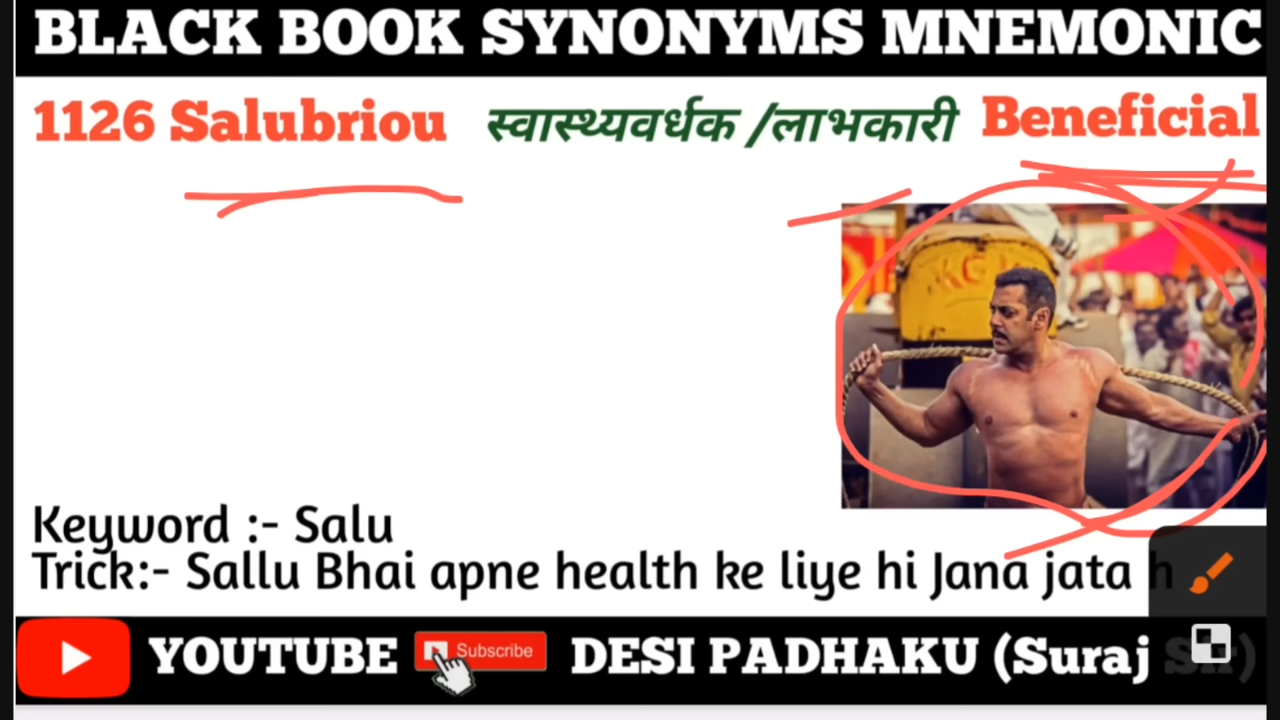 BLACK BOOK SYNONYMS MNEMONIC
1126 Salubriou स्वास्थ्यवर्धक /लाभकारी Beneficial
Keyword :- Salu
Trick:- Sallu Bhai apne health ke liye hi Jana jata h
YOUTUBE Subscribe DESI PADHAKU (Suraj Sir)